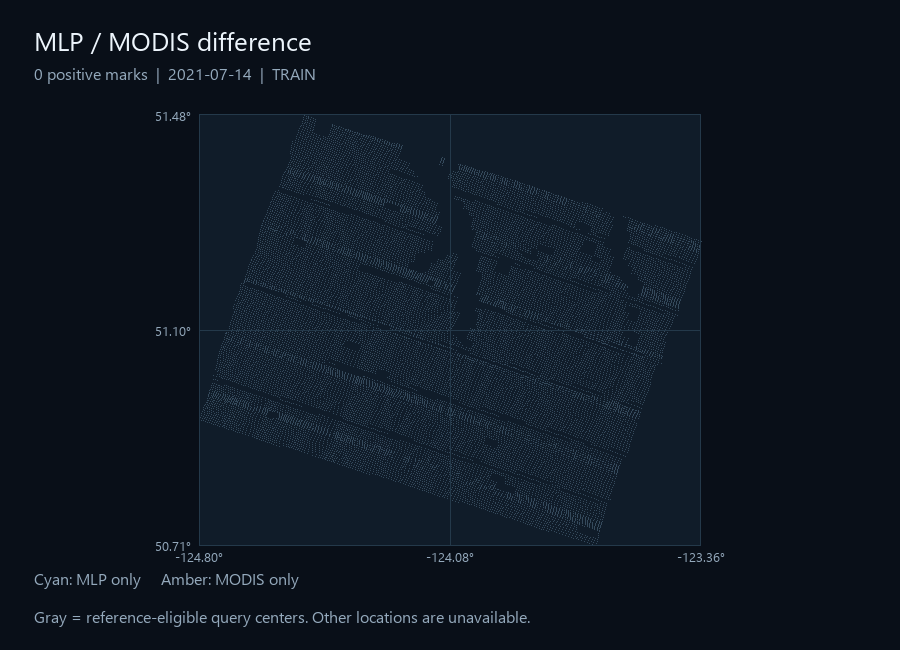 MLP / MODIS difference
0 positive marks | 2021-07-14 | TRAIN
51.48°
51.10°
50.71°
-124.80° -124.08° -123.36°
Cyan: MLP only Amber: MODIS only
Gray = reference-eligible query centers. Other locations are unavailable.